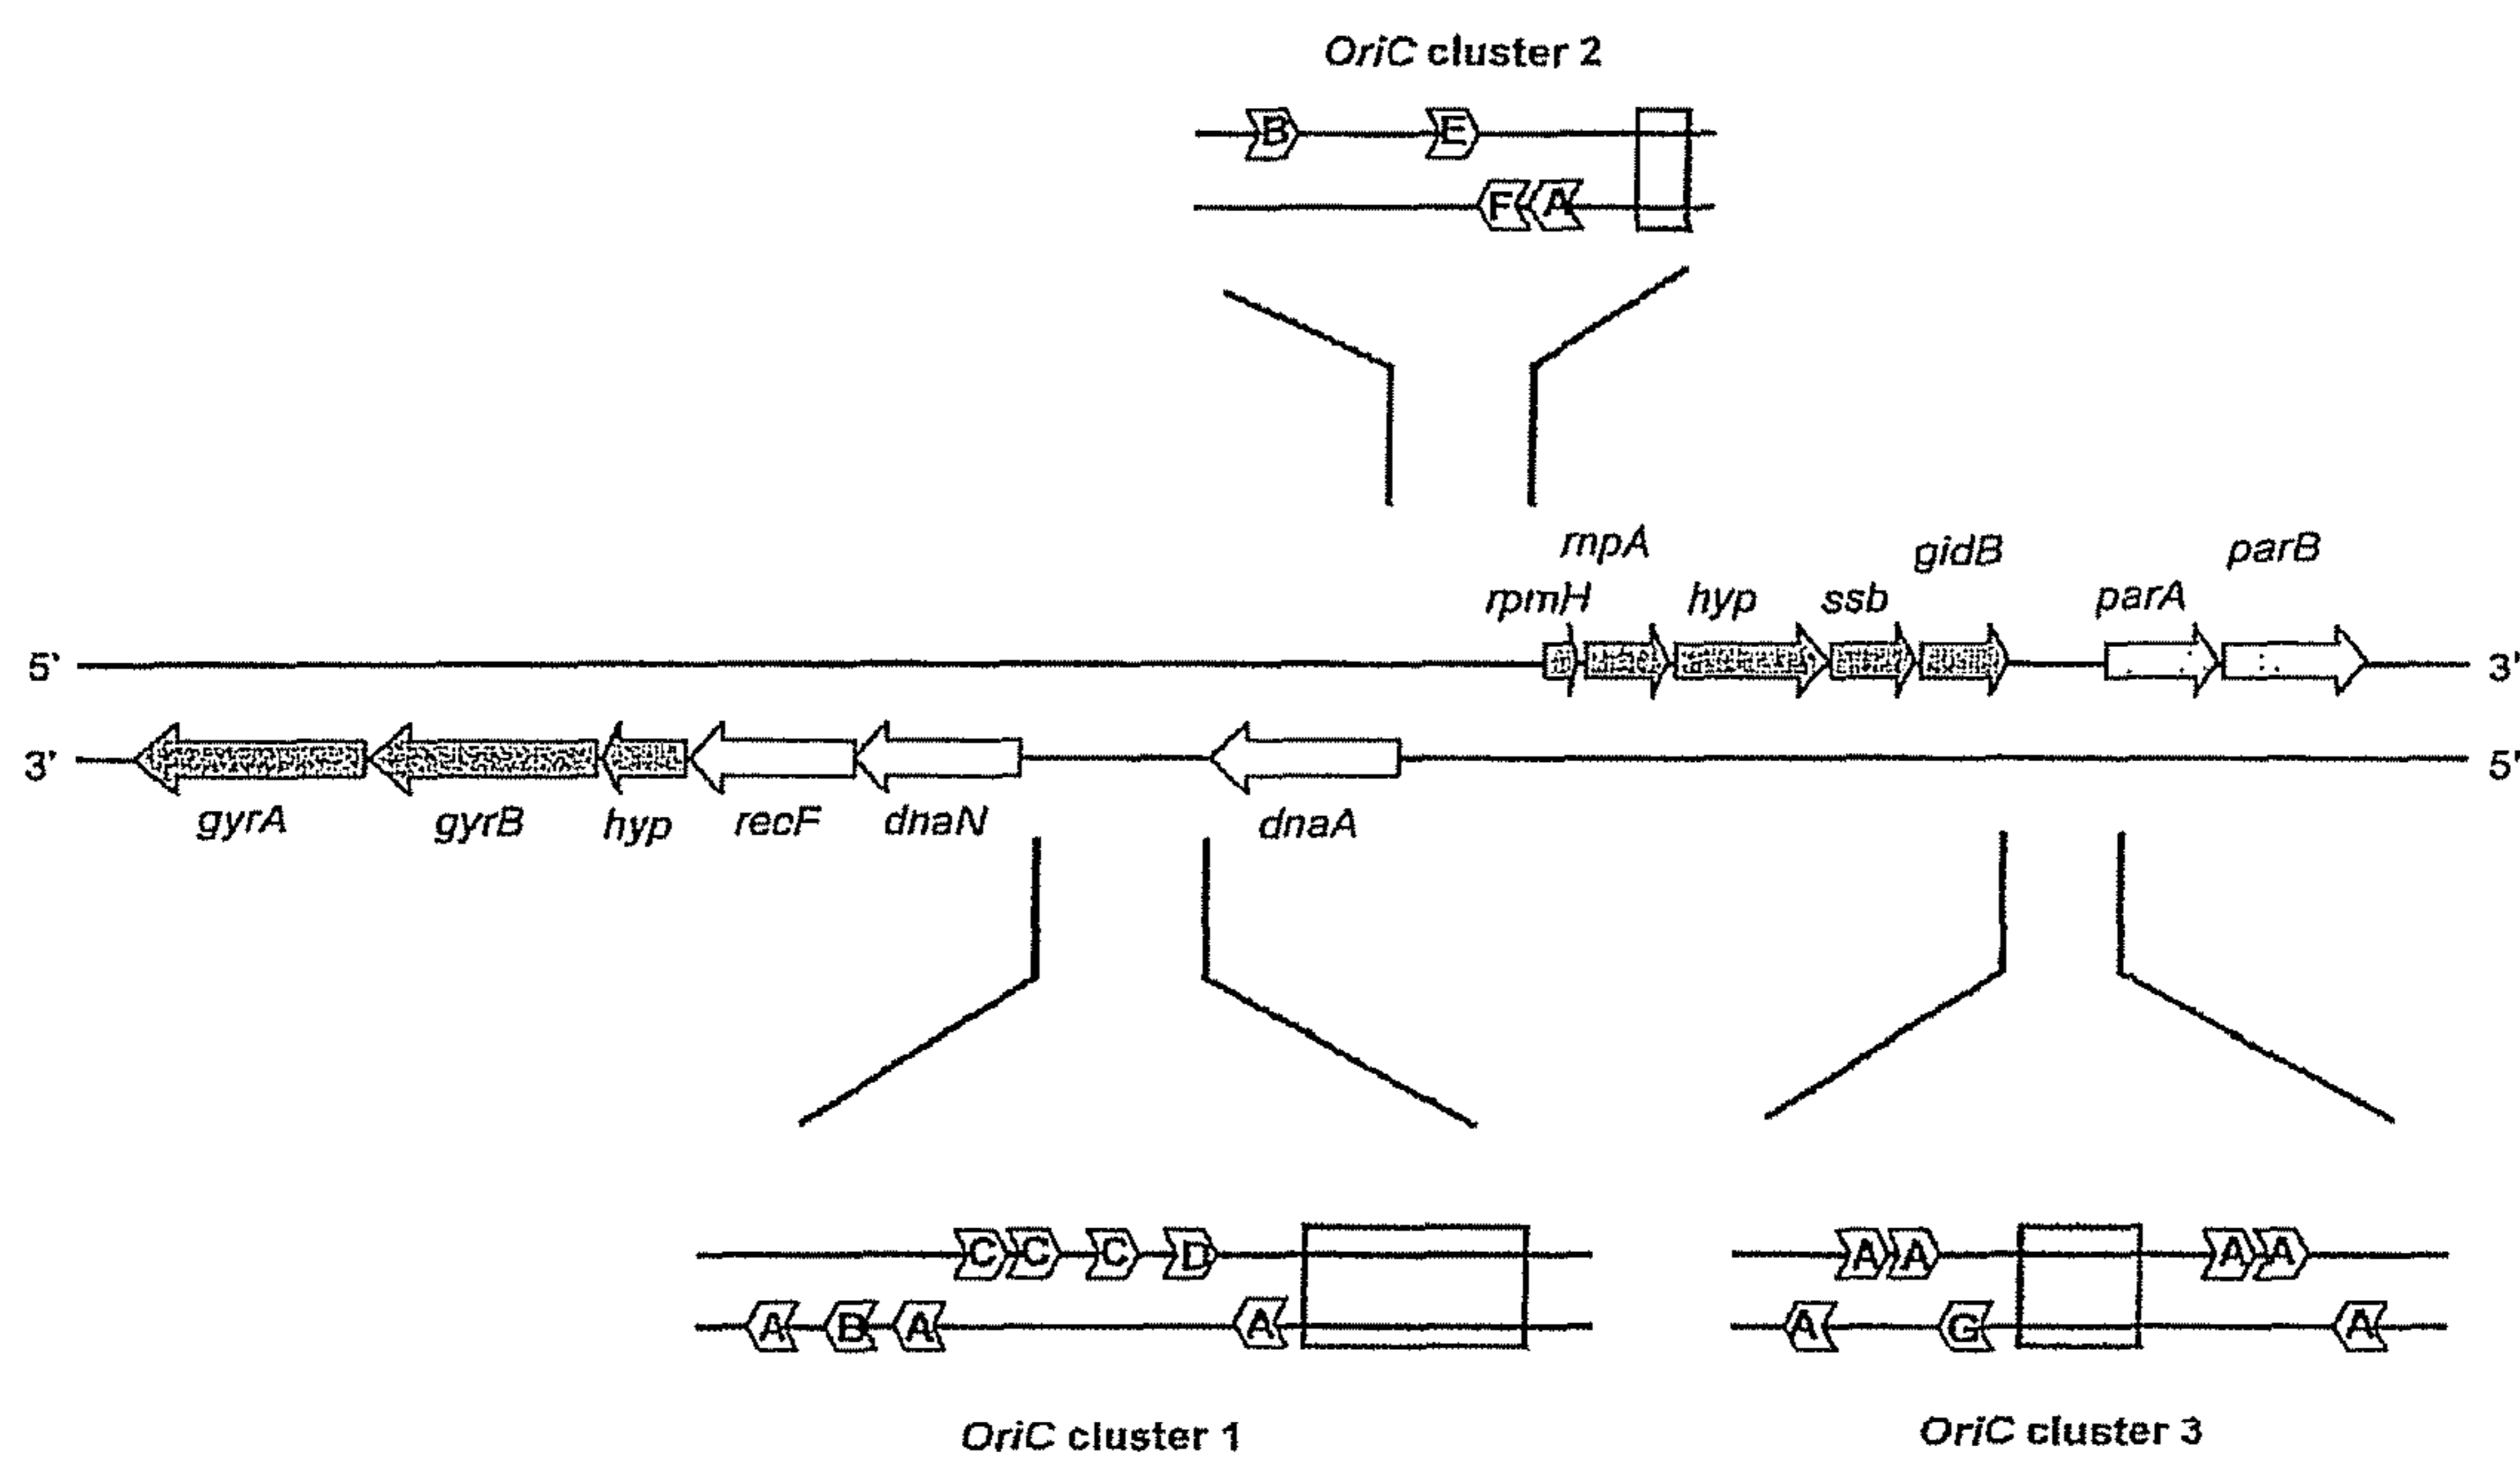 OriC cluster 2
B E
F A
rnpA gidB parB
rpmH hyp ssb parA
5' 3'
3' 5'
gyrA gyrB hyp recF dnaN dnaA
C C C D A A A A
A B A A A G A
OriC cluster 1 OriC cluster 3